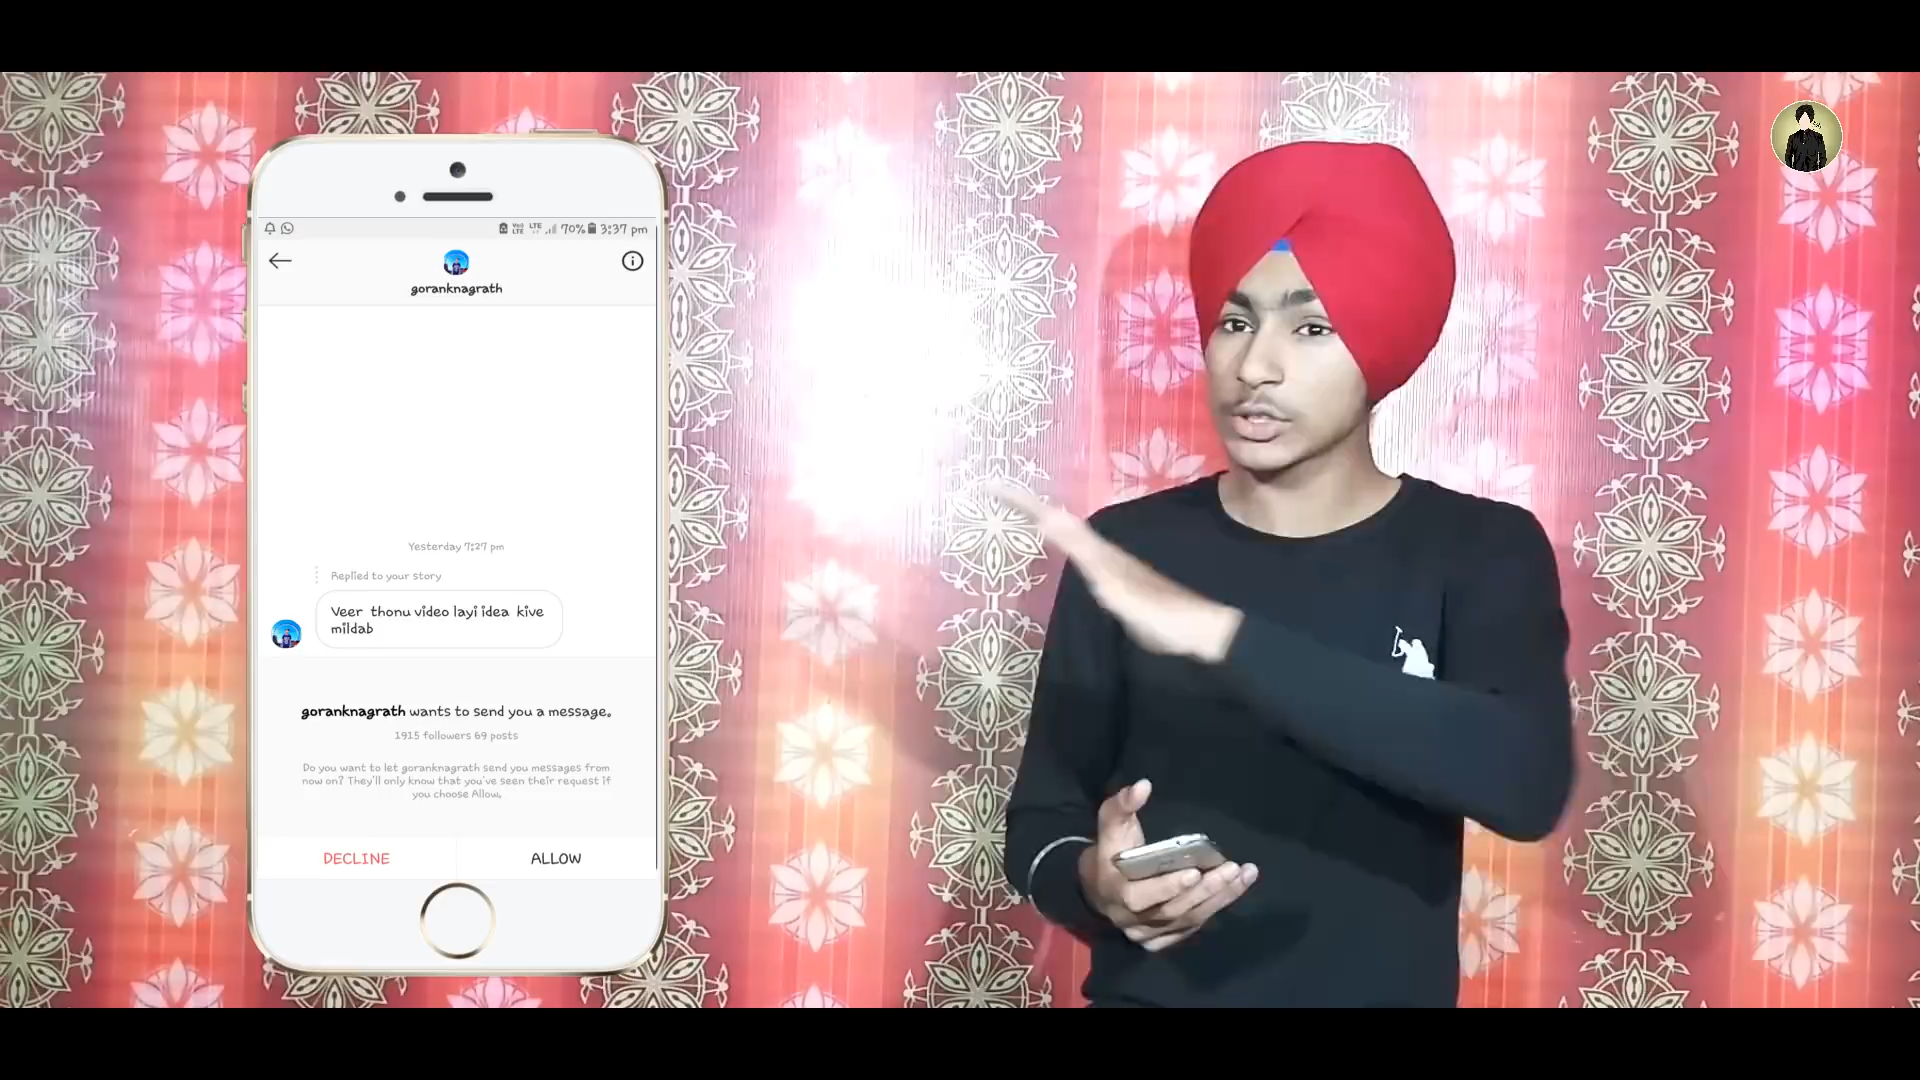 VoD LTE LTE 70% 3:37 pm
goranknagrath
Yesterday 7:27 pm
Replied to your story
Veer thonu video layi idea kive
mildab
goranknagrath wants to send you a message.
1915 followers 69 posts
Do you want to let goranknagrath send you messages from
now on? They'll only know that you've seen their request if
you choose Allow.
DECLINE ALLOW